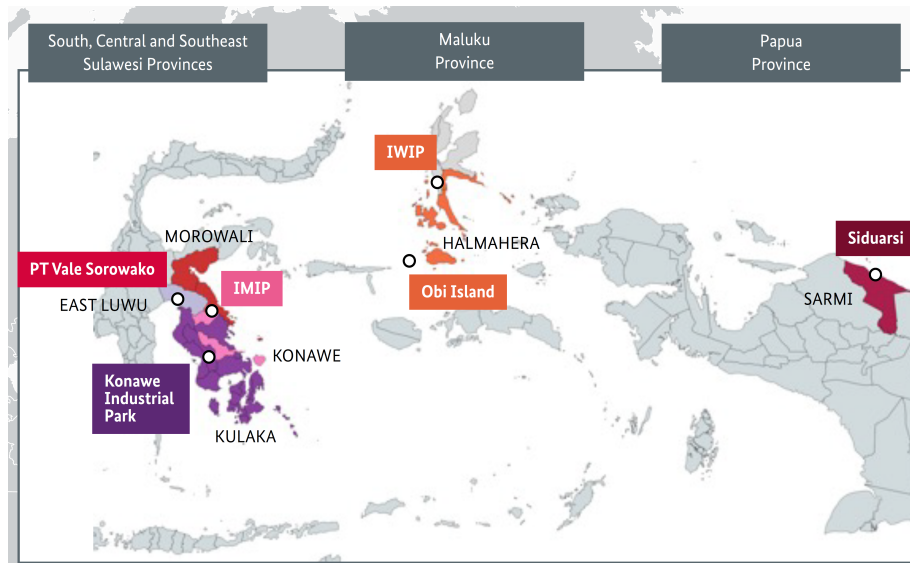 South, Central and Southeast
Sulawesi Provinces
Maluku
Province
Papua
Province
IWIP
MOROWALI
HALMAHERA
Siduarsi
PT Vale Sorowako
IMIP
Obi Island
EAST LUWU
SARMI
KONAWE
Konawe
Industrial
Park
KULAKA